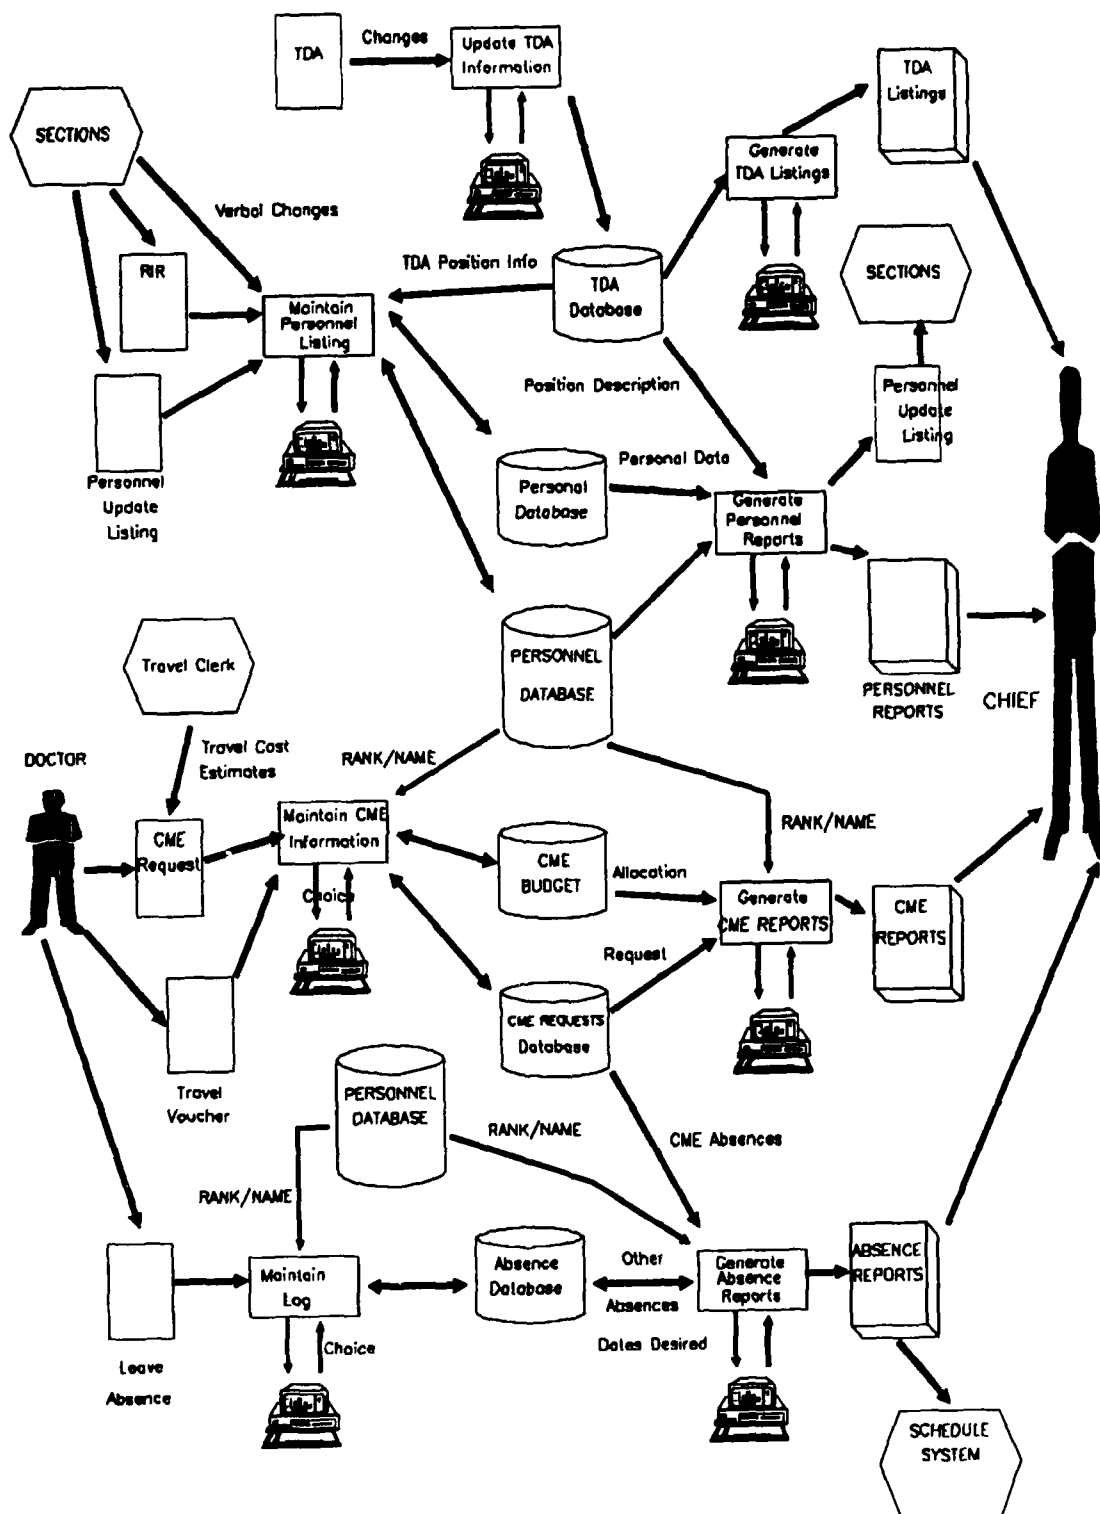 TDA
Changes
Update TDA
Information
TDA
Listings
SECTIONS
Generate
TDA Listings
Verbal Changes
RIR
TDA Position Info
TDA
Database
SECTIONS
Maintain
Personnel
Listing
Position Description
Personnel
Update
Listing
Personal Data
Personnel
Update
Listing
Personal
Database
Generate
Personnel
Reports
PERSONNEL
DATABASE
Travel Clerk
PERSONNEL
REPORTS
CHIEF
DOCTOR
Travel Cost
Estimates
RANK/NAME
CME
Request
Maintain CME
Information
RANK/NAME
CME
BUDGET
Allocation
Choice
Generate
CME REPORTS
CME
REPORTS
Request
CME REQUESTS
Database
Travel
Voucher
PERSONNEL
DATABASE
RANK/NAME
CME Absences
RANK/NAME
Maintain
Log
Absence
Database
Other
Absences
Generate
Absence
Reports
ABSENCE
REPORTS
Dates Desired
Choice
Leave
Absence
SCHEDULE
SYSTEM